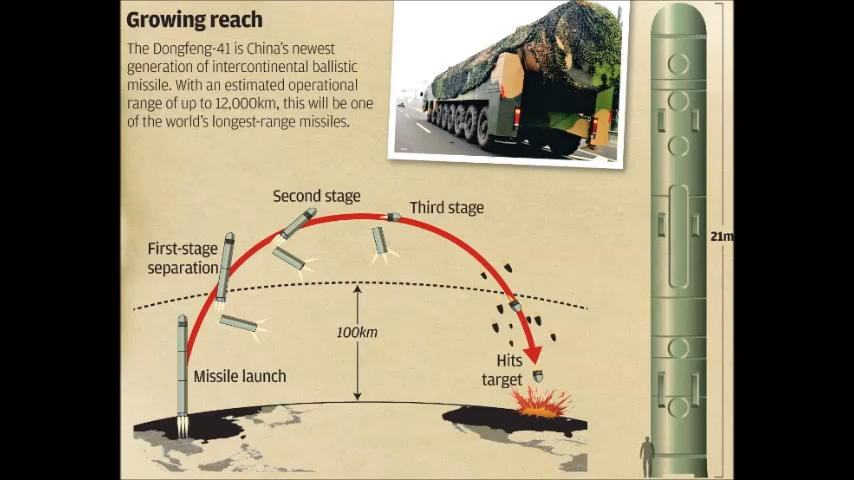 Growing reach
The Dongfeng-41 is China's newest
generation of intercontinental ballistic
missile. With an estimated operational
range of up to 12,000km, this will be one
of the world's longest-range missiles.
Second stage
Third stage
First-stage
separation
21m
100km
Hits
target
Missile launch